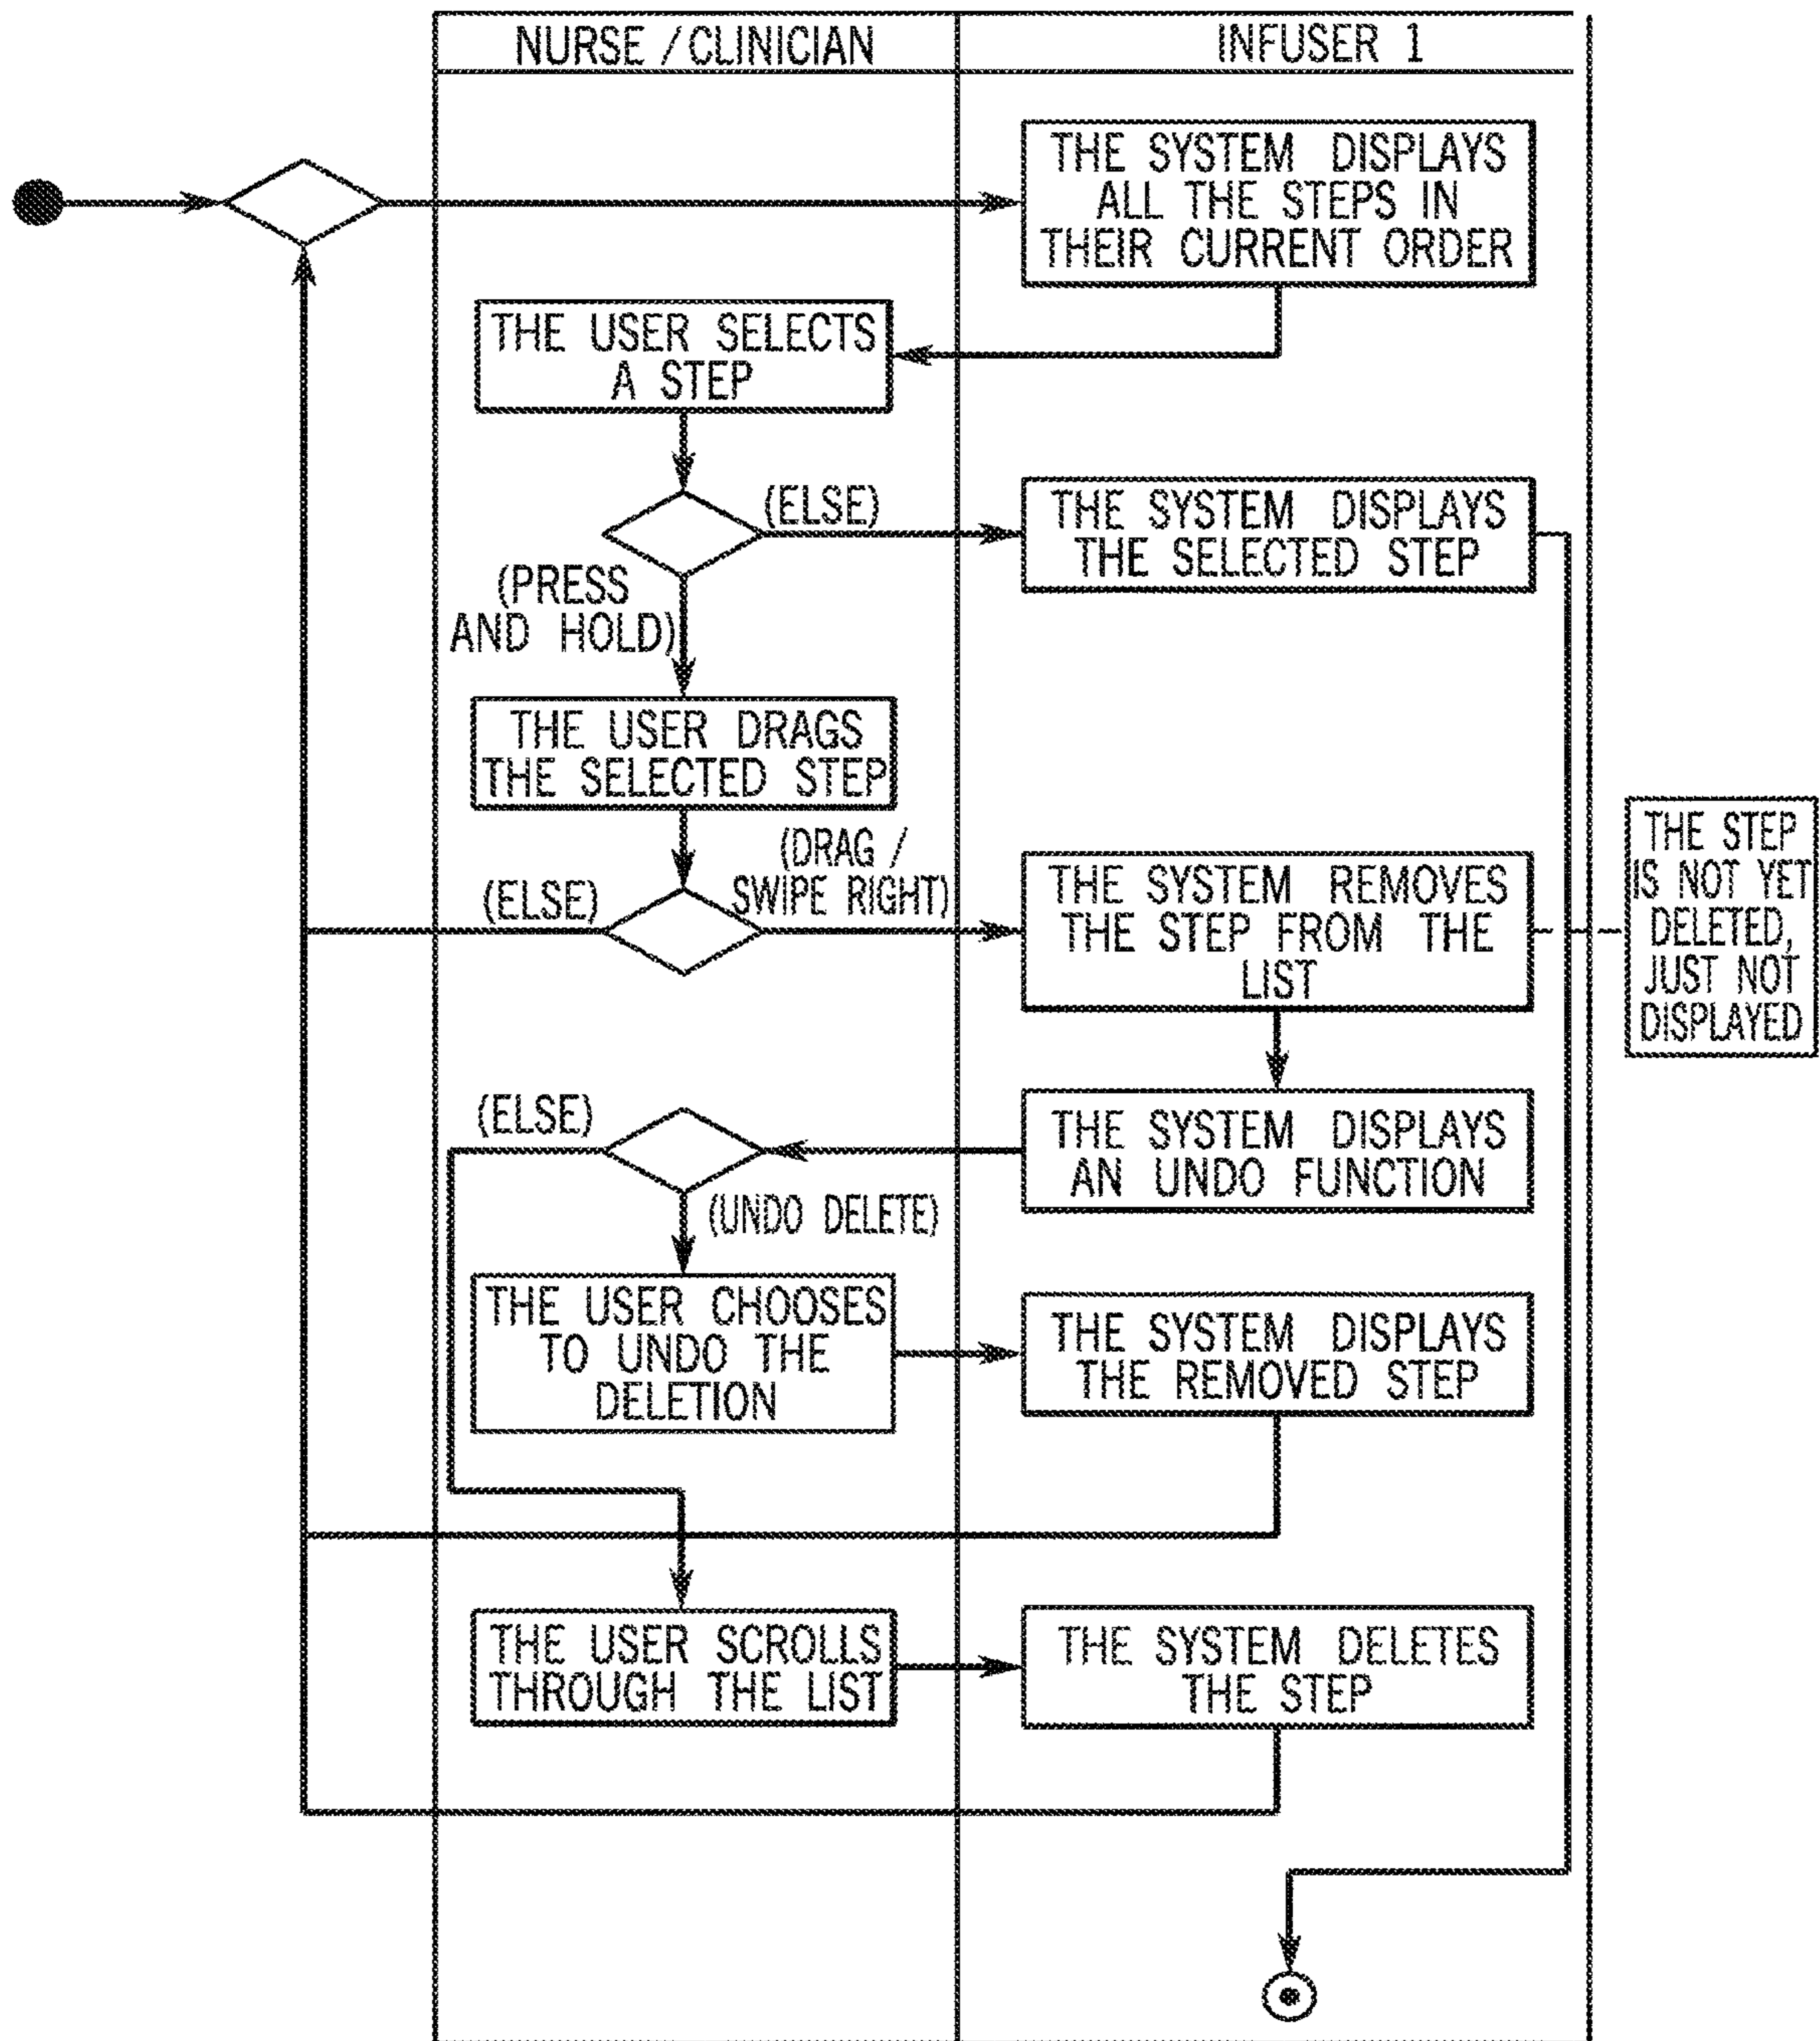 NURSE / CLINICIAN
INFUSER 1
THE SYSTEM DISPLAYS
ALL THE STEPS IN
THEIR CURRENT ORDER
THE USER SELECTS
A STEP
(ELSE)
THE SYSTEM DISPLAYS
THE SELECTED STEP
(PRESS
AND HOLD)
THE USER DRAGS
THE SELECTED STEP
(ELSE)
(DRAG /
SWIPE RIGHT)
THE SYSTEM REMOVES
THE STEP FROM THE
LIST
THE STEP
IS NOT YET
DELETED,
JUST NOT
DISPLAYED
(ELSE)
THE SYSTEM DISPLAYS
AN UNDO FUNCTION
(UNDO DELETE)
THE USER CHOOSES
TO UNDO THE
DELETION
THE SYSTEM DISPLAYS
THE REMOVED STEP
THE USER SCROLLS
THROUGH THE LIST
THE SYSTEM DELETES
THE STEP